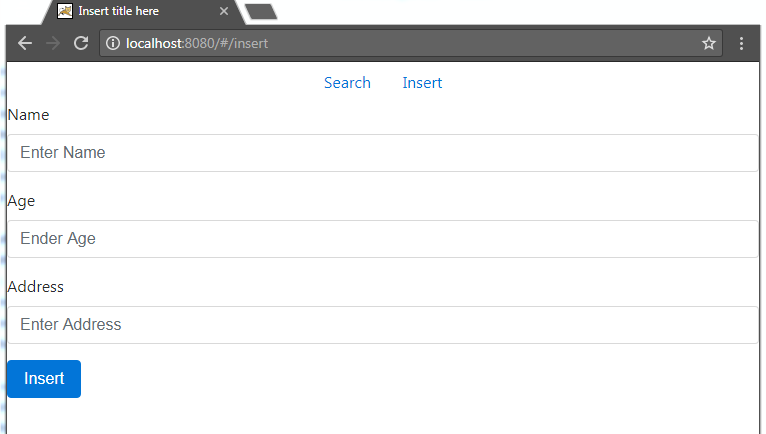 Insert title here
localhost:8080/#/insert
Search Insert
Name
Enter Name
Age
Ender Age
Address
Enter Address
Insert